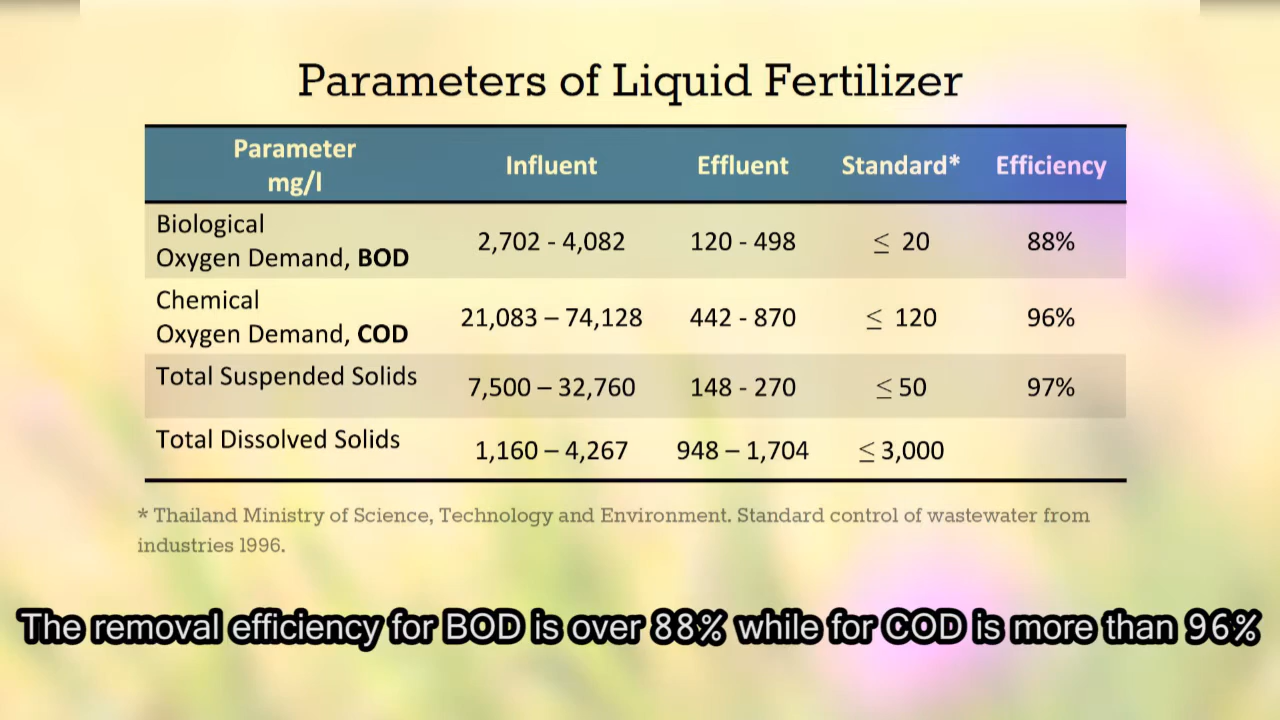 Parameters of Liquid Fertilizer
Parameter
mg/l
Influent
Effluent
Standard*
Efficiency
Biological
Oxygen Demand, BOD
2,702 - 4,082
120 - 498
≤ 20
88%
Chemical
Oxygen Demand, COD
21,083 – 74,128
442 - 870
≤ 120
96%
Total Suspended Solids
7,500 – 32,760
148 - 270
≤ 50
97%
Total Dissolved Solids
1,160 – 4,267
948 – 1,704
≤ 3,000
* Thailand Ministry of Science, Technology and Environment. Standard control of wastewater from
industries 1996.
The removal efficiency for BOD is over 88% while for COD is more than 96%